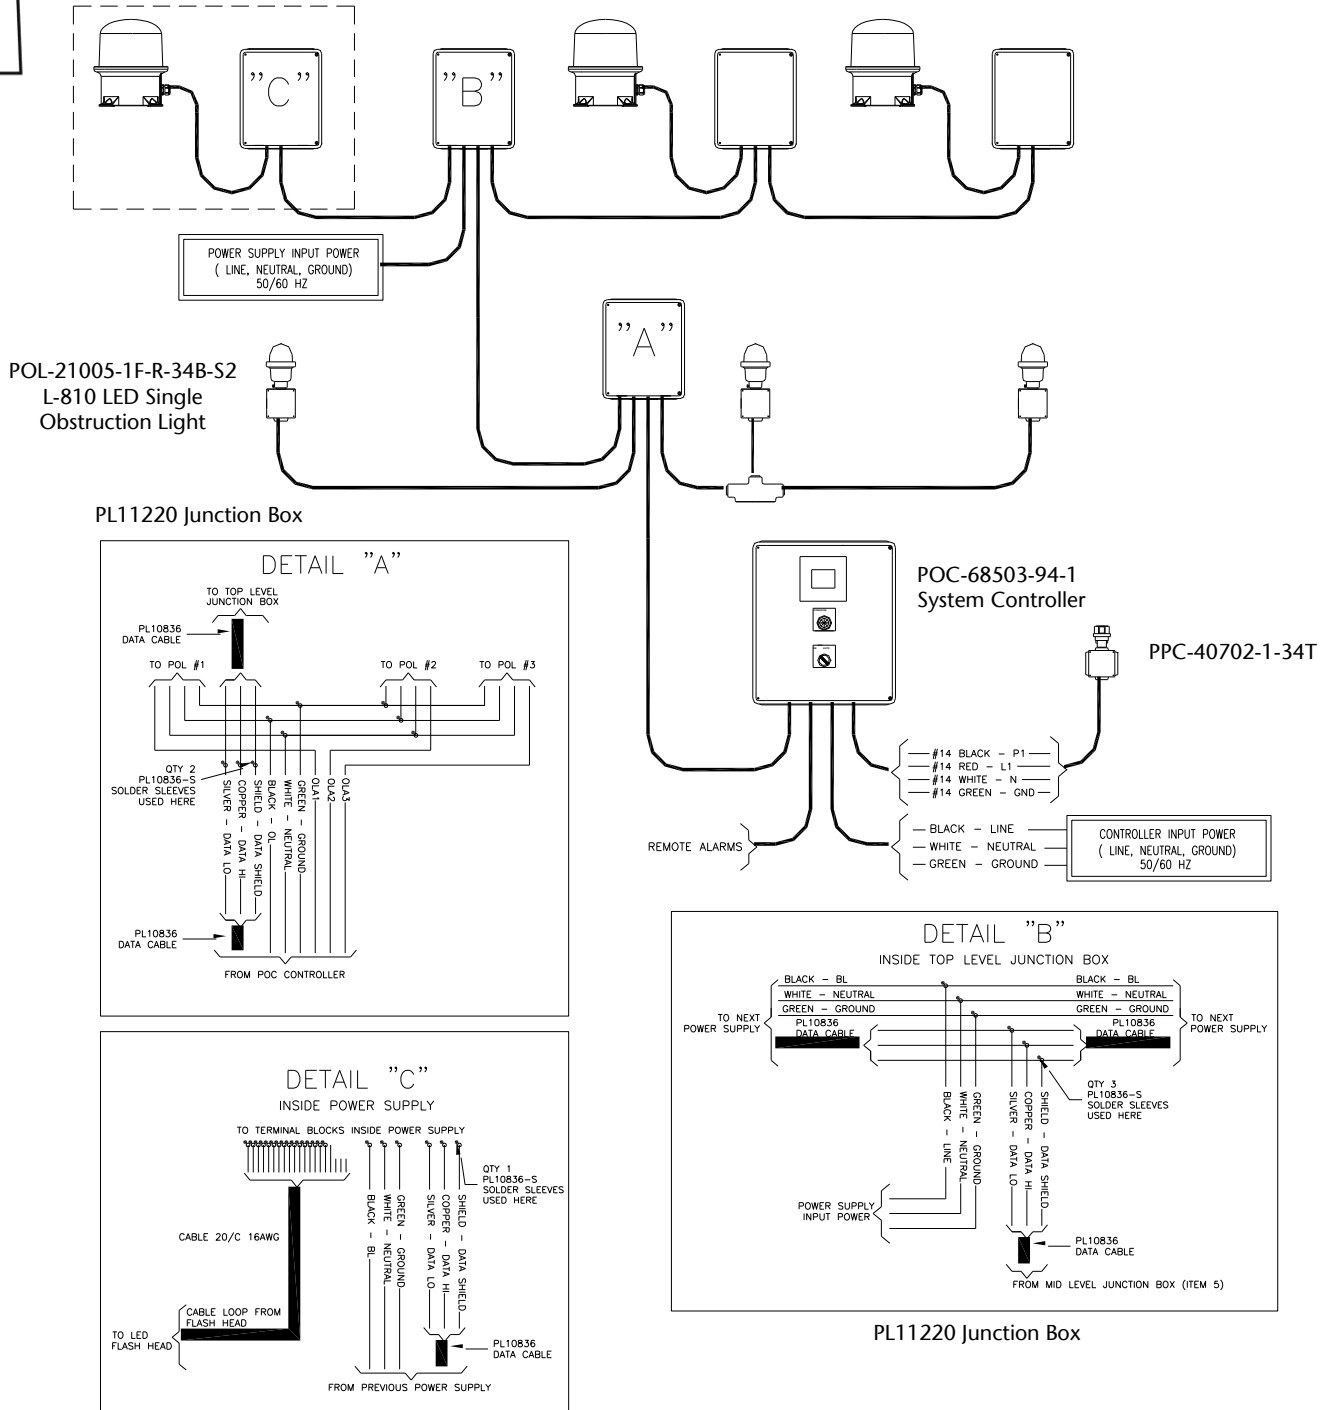 "C"
"B"
POWER SUPPLY INPUT POWER
( LINE, NEUTRAL, GROUND)
50/60 HZ
"A"
POL-21005-1F-R-34B-S2
L-810 LED Single
Obstruction Light
PL11220 Junction Box
DETAIL "A"
TO TOP LEVEL
JUNCTION BOX
PL10836
DATA CABLE
TO POL #1
TO POL #2
TO POL #3
QTY 2
PL10836-S
SOLDER SLEEVES
USED HERE
SILVER - DATA LO
COPPER - DATA HI
SHIELD - DATA SHIELD
BLACK - OL
WHITE - NEUTRAL
GREEN - GROUND
OLA1
OLA2
OLA3
PL10836
DATA CABLE
FROM POC CONTROLLER
POC-68503-94-1
System Controller
PPC-40702-1-34T
#14 BLACK - P1
#14 RED - L1
#14 WHITE - N
#14 GREEN - GND
REMOTE ALARMS
BLACK - LINE
WHITE - NEUTRAL
GREEN - GROUND
CONTROLLER INPUT POWER
( LINE, NEUTRAL, GROUND)
50/60 HZ
DETAIL "B"
INSIDE TOP LEVEL JUNCTION BOX
BLACK - BL
WHITE - NEUTRAL
GREEN - GROUND
PL10836
DATA CABLE
TO NEXT
POWER SUPPLY
BLACK - BL
WHITE - NEUTRAL
GREEN - GROUND
PL10836
DATA CABLE
TO NEXT
POWER SUPPLY
QTY 3
PL10836-S
SOLDER SLEEVES
USED HERE
BLACK - LINE
WHITE - NEUTRAL
GREEN - GROUND
SILVER - DATA LO
COPPER - DATA HI
SHIELD - DATA SHIELD
POWER SUPPLY
INPUT POWER
PL10836
DATA CABLE
FROM MID LEVEL JUNCTION BOX (ITEM 5)
PL11220 Junction Box
DETAIL "C"
INSIDE POWER SUPPLY
TO TERMINAL BLOCKS INSIDE POWER SUPPLY
QTY 1
PL10836-S
SOLDER SLEEVES
USED HERE
CABLE 20/C 16AWG
BLACK - BL
WHITE - NEUTRAL
GREEN - GROUND
SILVER - DATA LO
COPPER - DATA HI
SHIELD - DATA SHIELD
CABLE LOOP FROM
FLASH HEAD
TO LED
FLASH HEAD
PL10836
DATA CABLE
FROM PREVIOUS POWER SUPPLY